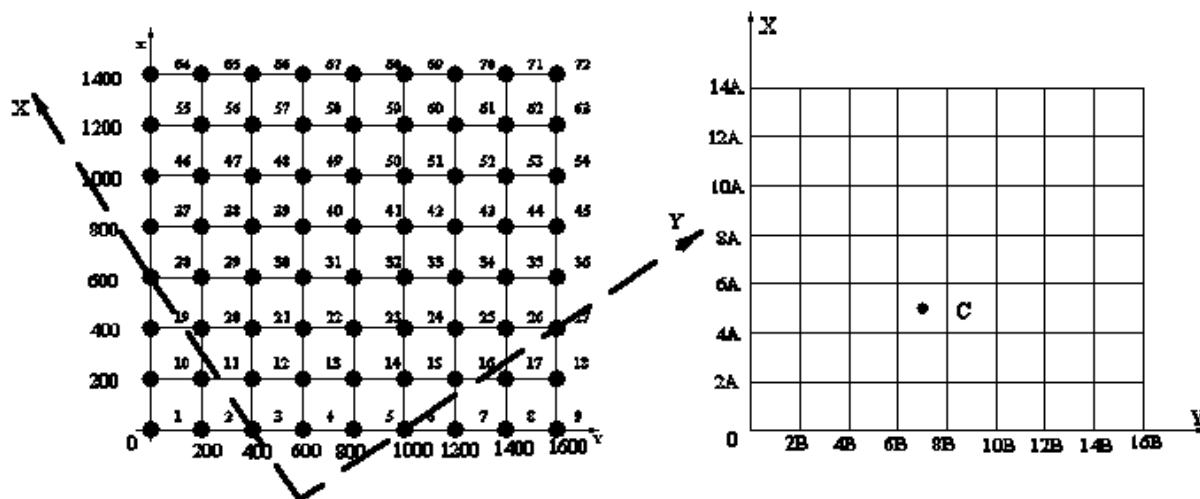 x X
64 65 66 67 68 69 70 71 72
1400 14A
X 55 56 57 58 59 60 61 62 63
1200 12A
46 47 48 49 50 51 52 53 54
1000 10A
37 38 39 40 41 42 43 44 45
800 Y 8A
28 29 30 31 32 33 34 35 36
600 6A
19 20 21 22 23 24 25 26 27
400 C 4A
10 11 12 13 14 15 16 17 18
200 2A
1 2 3 4 5 6 7 8 9
0 200 400 600 800 1000 1200 1400 1600 Y
0 2B 4B 6B 8B 10B 12B 14B 16B Y